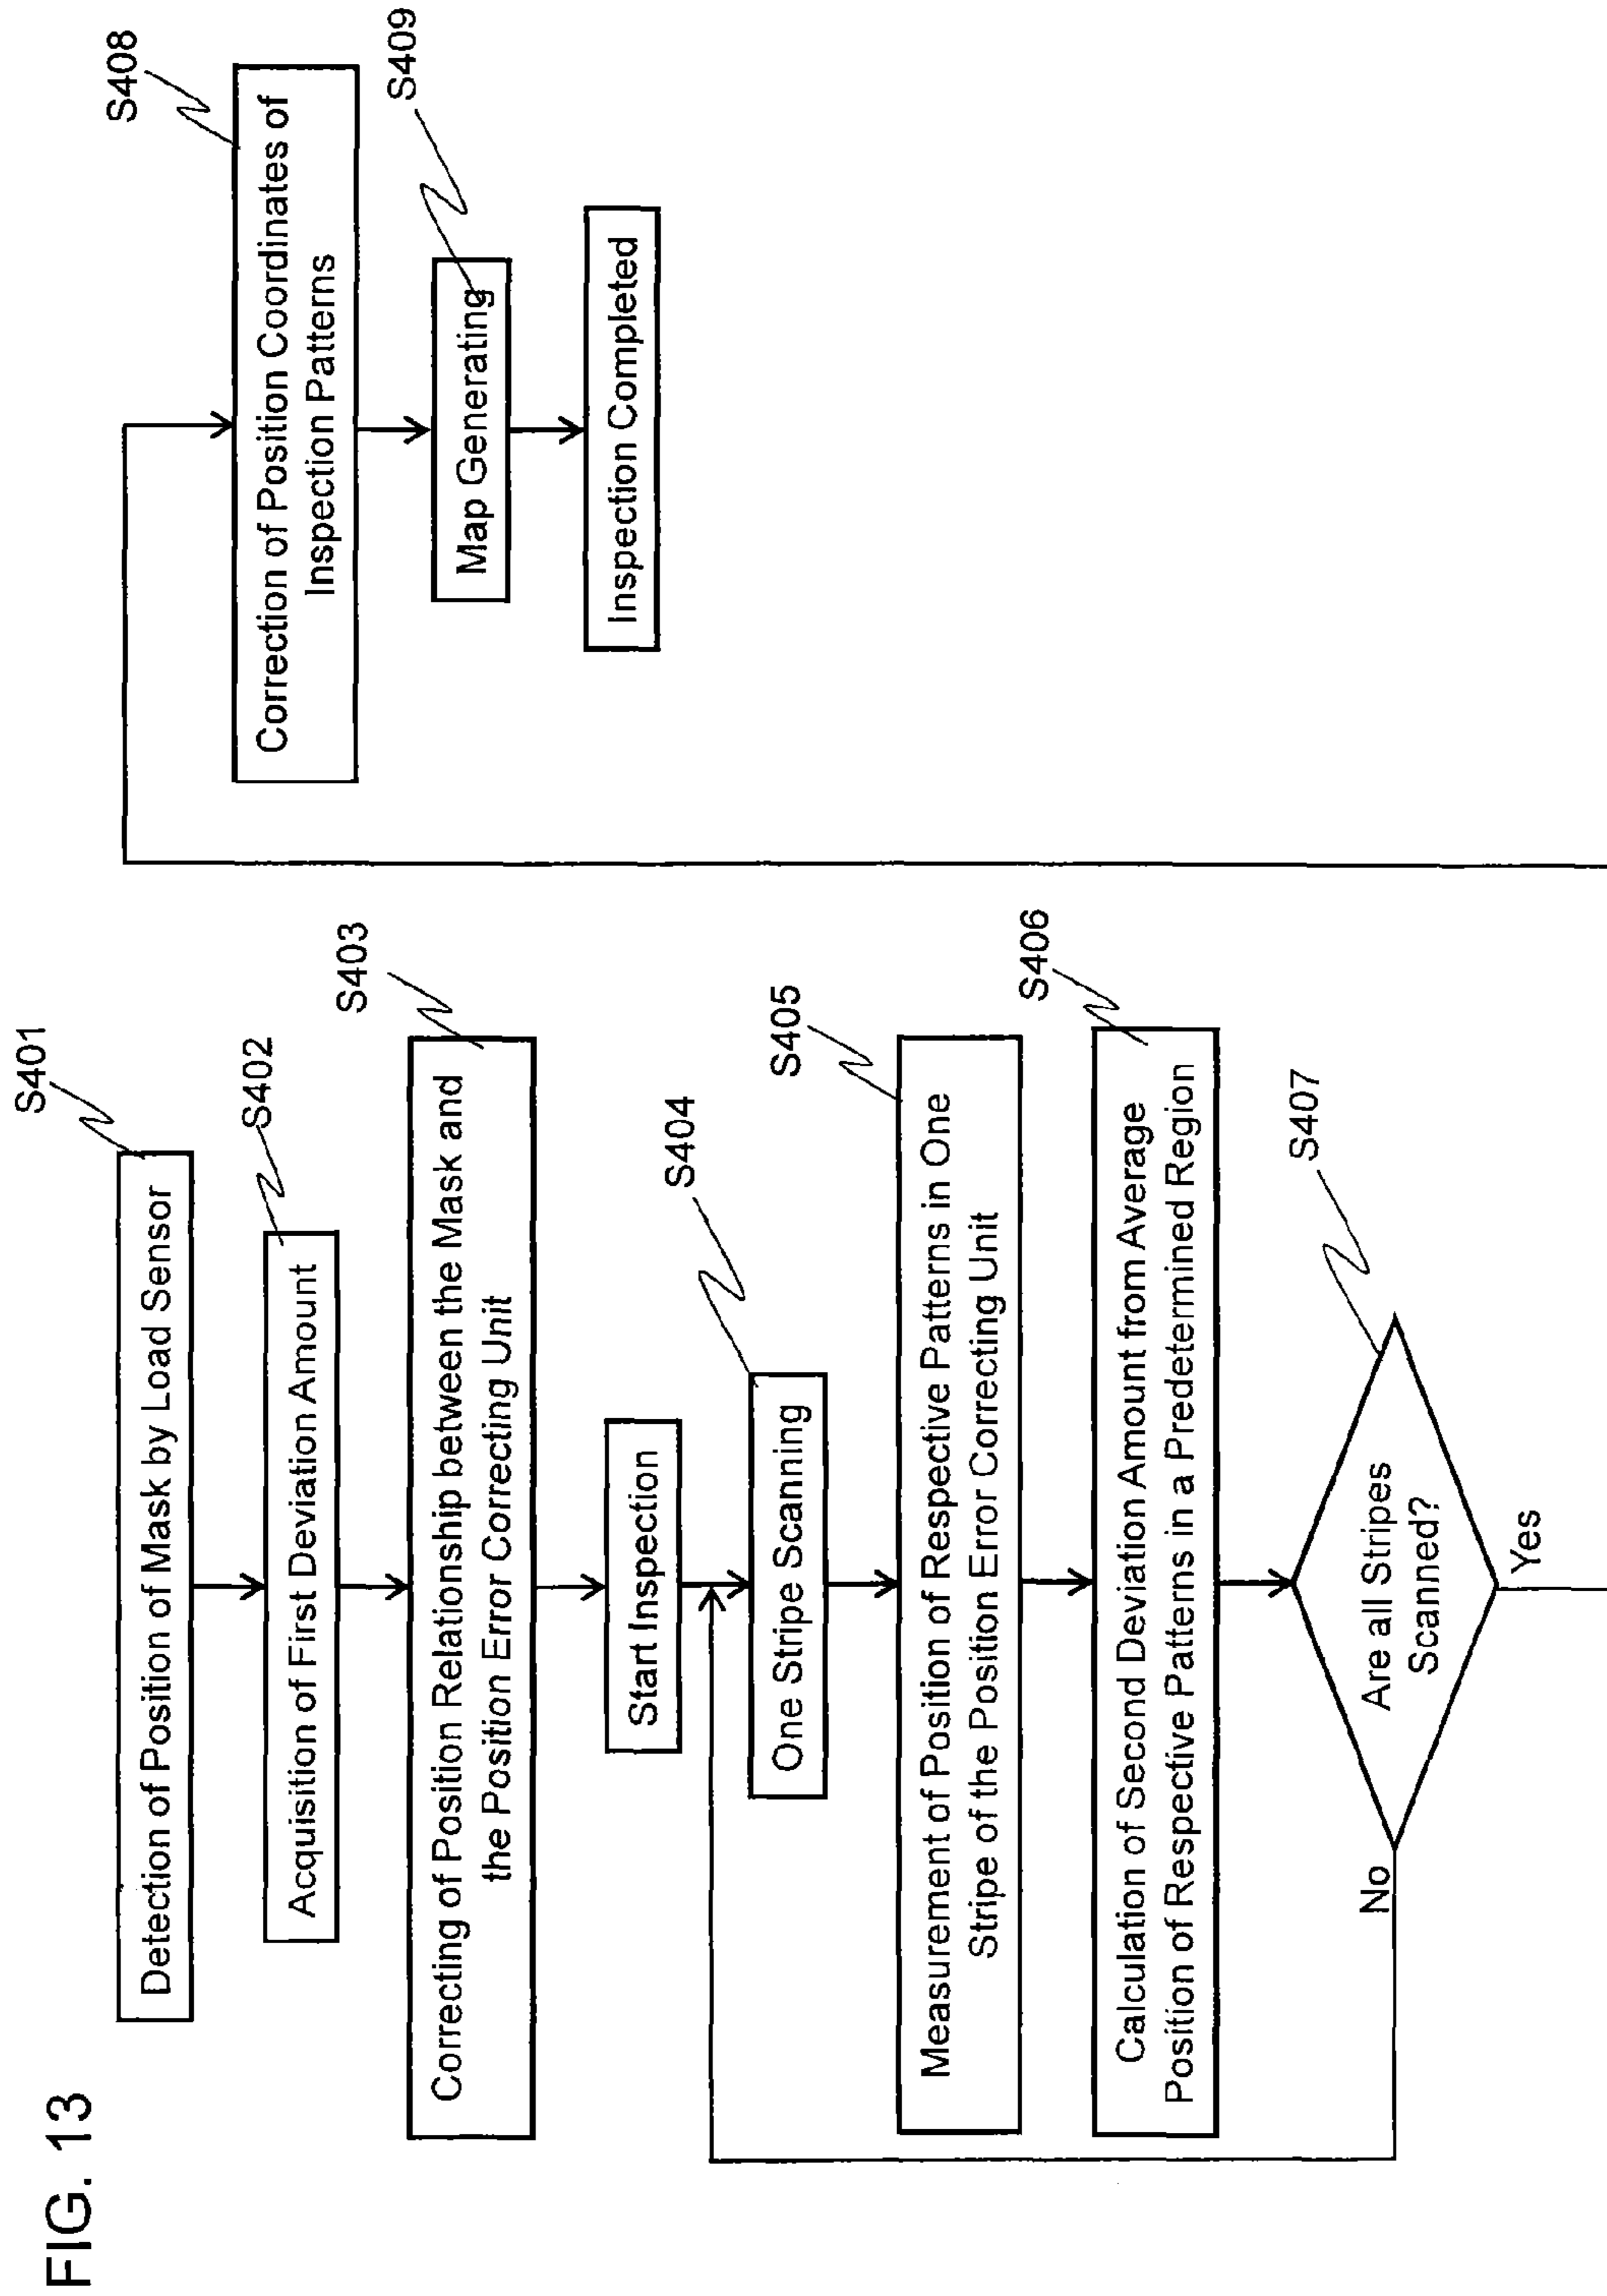 FIG. 13
S401
Detection of Position of Mask by Load Sensor
S402
Acquisition of First Deviation Amount
S403
Correcting of Position Relationship between the Mask and
the Position Error Correcting Unit
Start Inspection
S404
One Stripe Scanning
S405
Measurement of Position of Respective Patterns in One
Stripe of the Position Error Correcting Unit
S406
Calculation of Second Deviation Amount from Average
Position of Respective Patterns in a Predetermined Region
S407
Are all Stripes
Scanned?
No
Yes
S408
Correction of Position Coordinates of
Inspection Patterns
S409
Map Generating
Inspection Completed